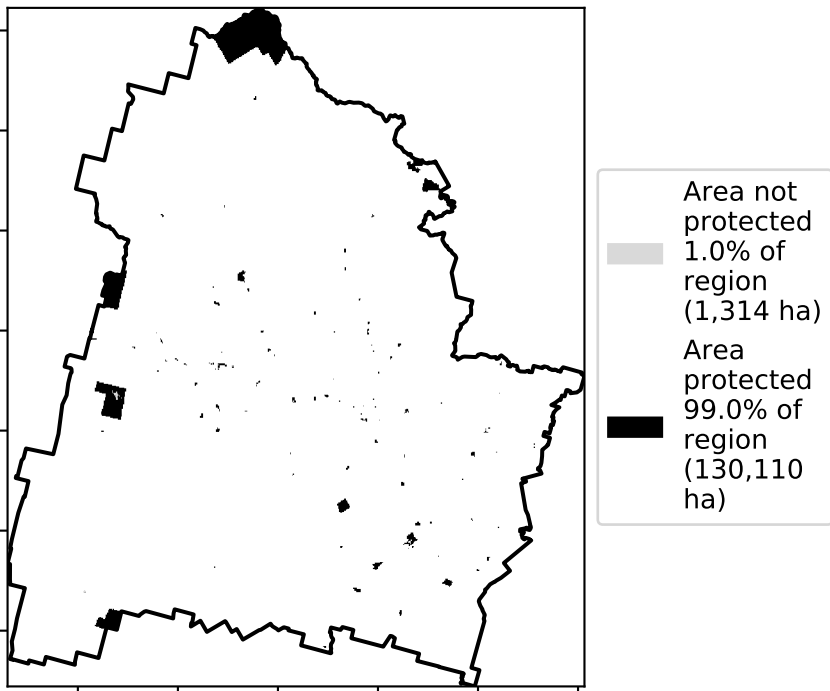 Area not
protected
1.0% of
region
(1,314 ha)
Area
protected
99.0% of
region
(130,110
ha)